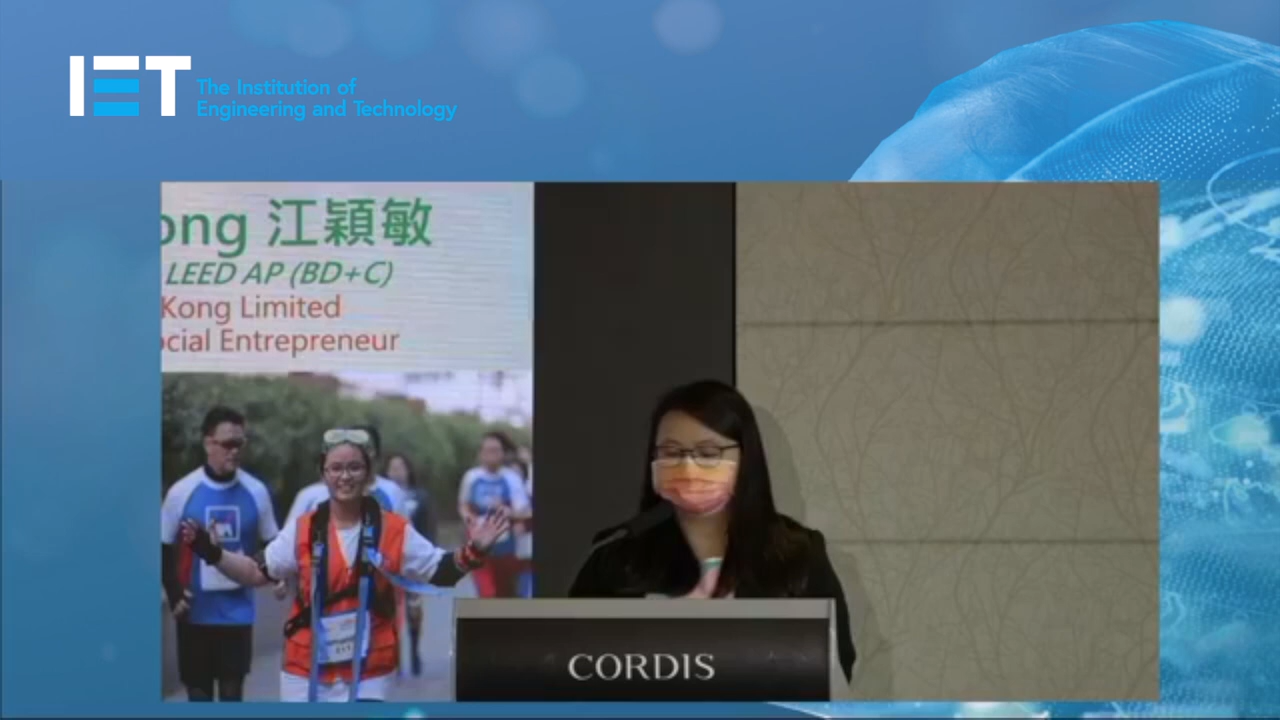 IET The Institution of
Engineering and Technology
ong 江穎敏
LEED AP (BD+C)
Kong Limited
ocial Entrepreneur
CORDIS